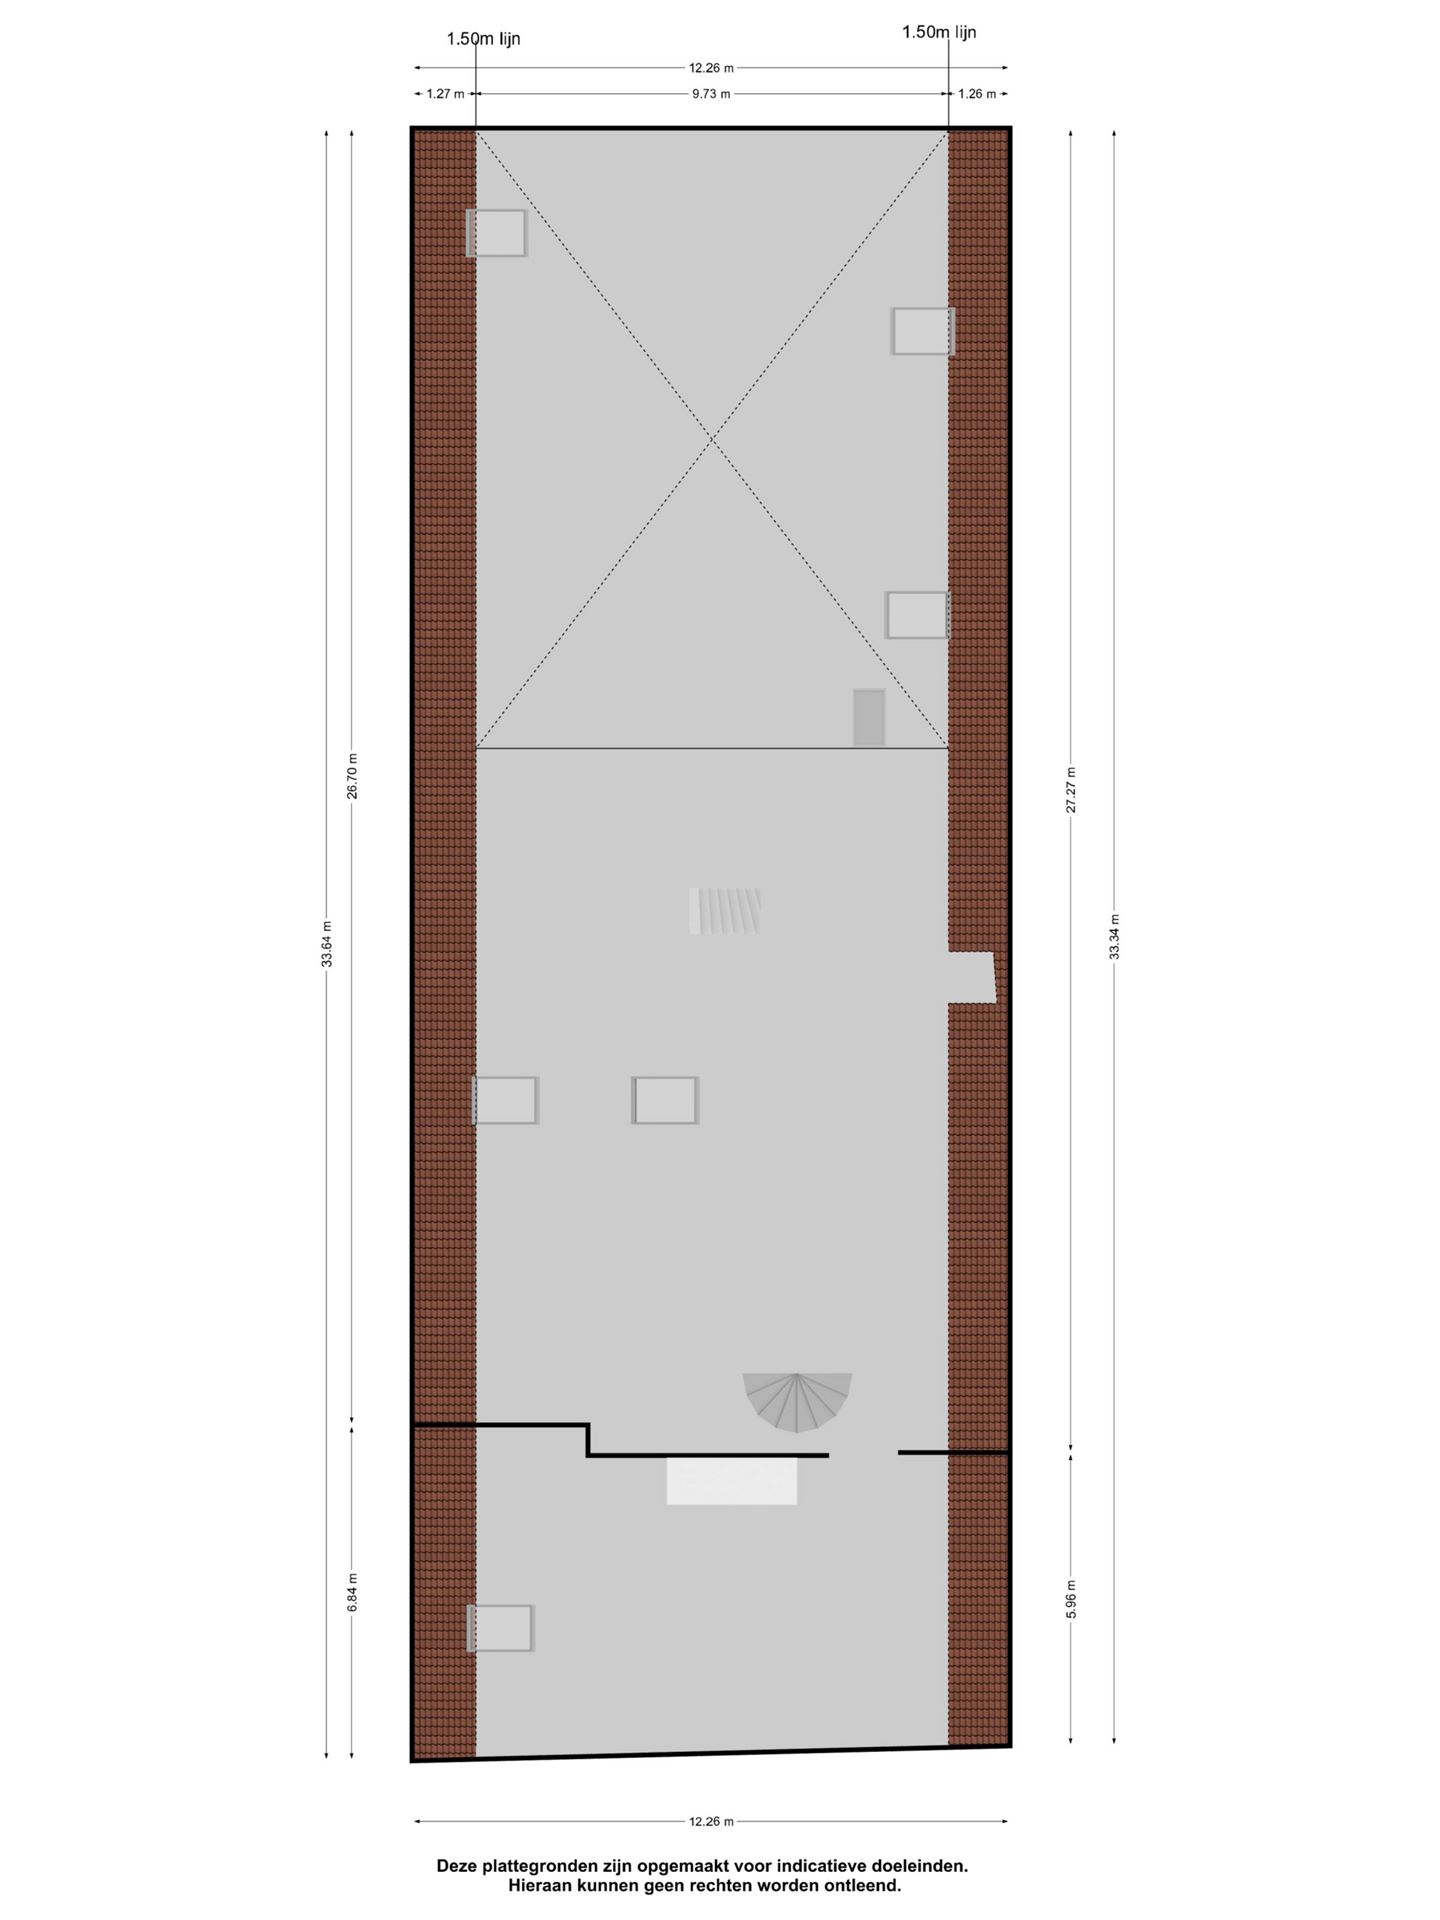 1.50m lijn
1.50m lijn
12.26 m
1.27 m
9.73 m
1.26 m
26.70 m
27.27 m
33.64 m
33.34 m
6.84 m
5.96 m
12.26 m
Deze plattegronden zijn opgemaakt voor indicatieve doeleinden.
Hieraan kunnen geen rechten worden ontleend.